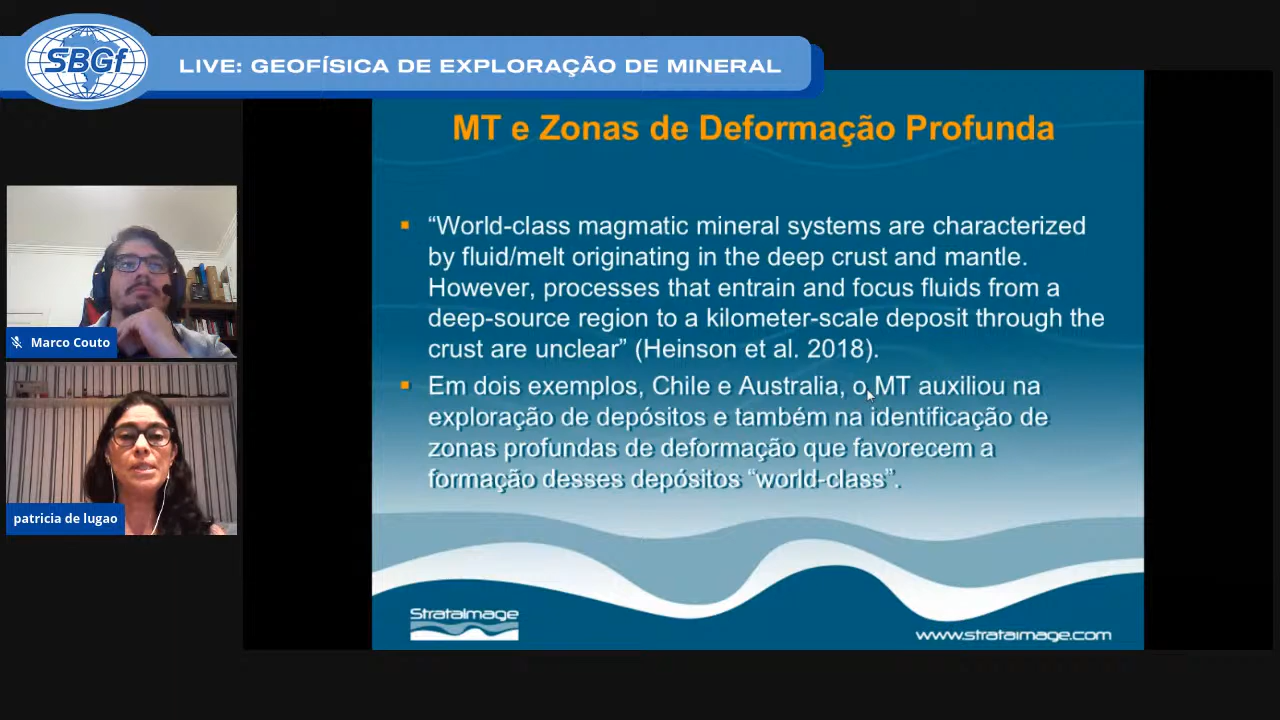 SBGf
LIVE: GEOFÍSICA DE EXPLORAÇÃO DE MINERAL
MT e Zonas de Deformação Profunda
“World-class magmatic mineral systems are characterized
by fluid/melt originating in the deep crust and mantle.
However, processes that entrain and focus fluids from a
deep-source region to a kilometer-scale deposit through the
crust are unclear” (Heinson et al. 2018).
Em dois exemplos, Chile e Australia, o MT auxiliou na
exploração de depósitos e também na identificação de
zonas profundas de deformação que favorecem a
formação desses depósitos “world-class”.
Marco Couto
patricia de lugao
StrataImage
www.strataimage.com